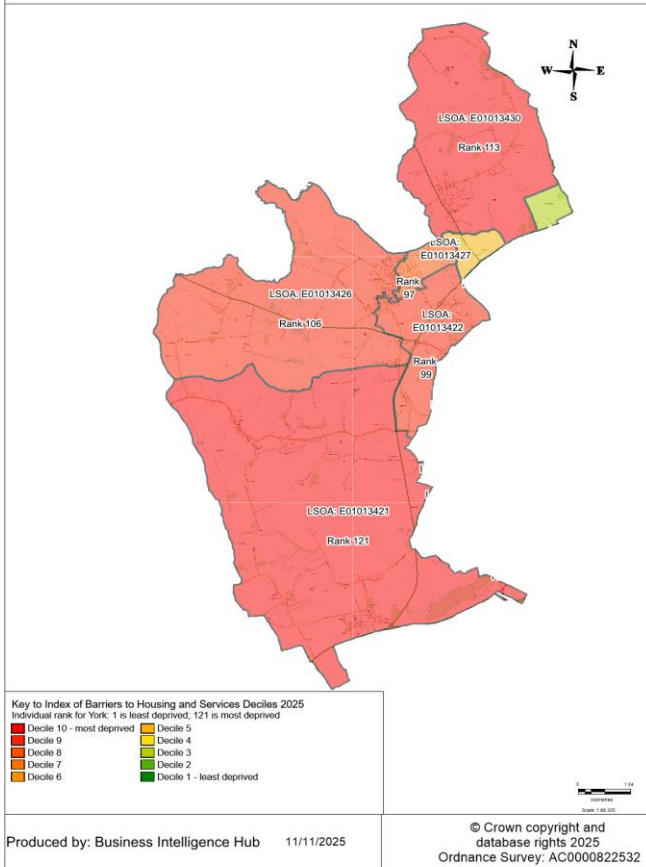 N
W E
S
LSOA: E01013430
Rank 113
LSOA:
E01013427
Rank
97
LSOA: E01013426
Rank 106
LSOA:
E01013422
Rank
99
LSOA: E01013421
Rank 121
Key to Index of Barriers to Housing and Services Deciles 2025
Individual rank for York: 1 is least deprived; 121 is most deprived
Decile 10 - most deprived
Decile 9
Decile 8
Decile 7
Decile 6
Decile 5
Decile 4
Decile 3
Decile 2
Decile 1 - least deprived
0 1.04
kilometres
Produced by: Business Intelligence Hub 11/11/2025
© Crown copyright and
database rights 2025
Ordnance Survey: AC0000822532